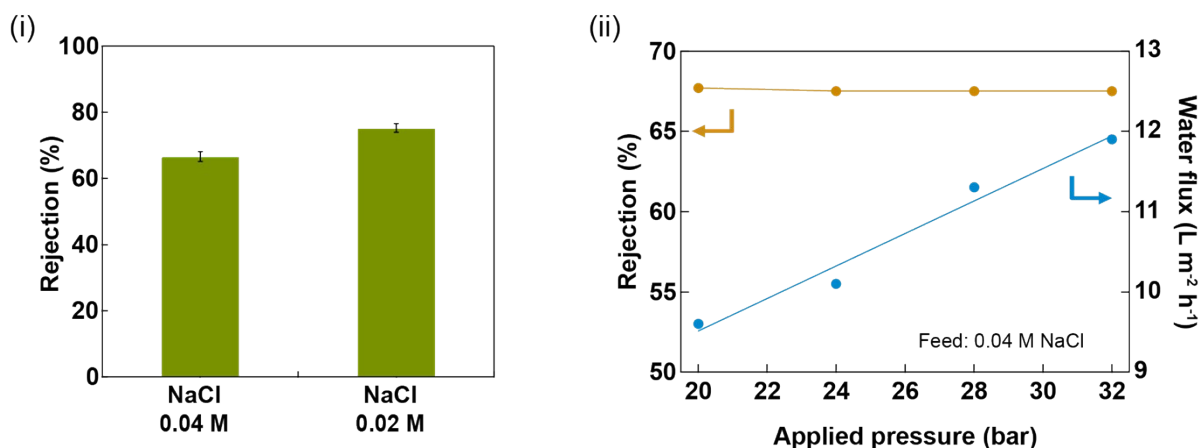 (i)
100
80
60
40
20
0
Rejection (%)
NaCl
0.04 M
NaCl
0.02 M
(ii)
70
65
60
55
50
Rejection (%)
13
12
11
10
9
Water flux (L m⁻² h⁻¹)
Feed: 0.04 M NaCl
20 22 24 26 28 30 32
Applied pressure (bar)